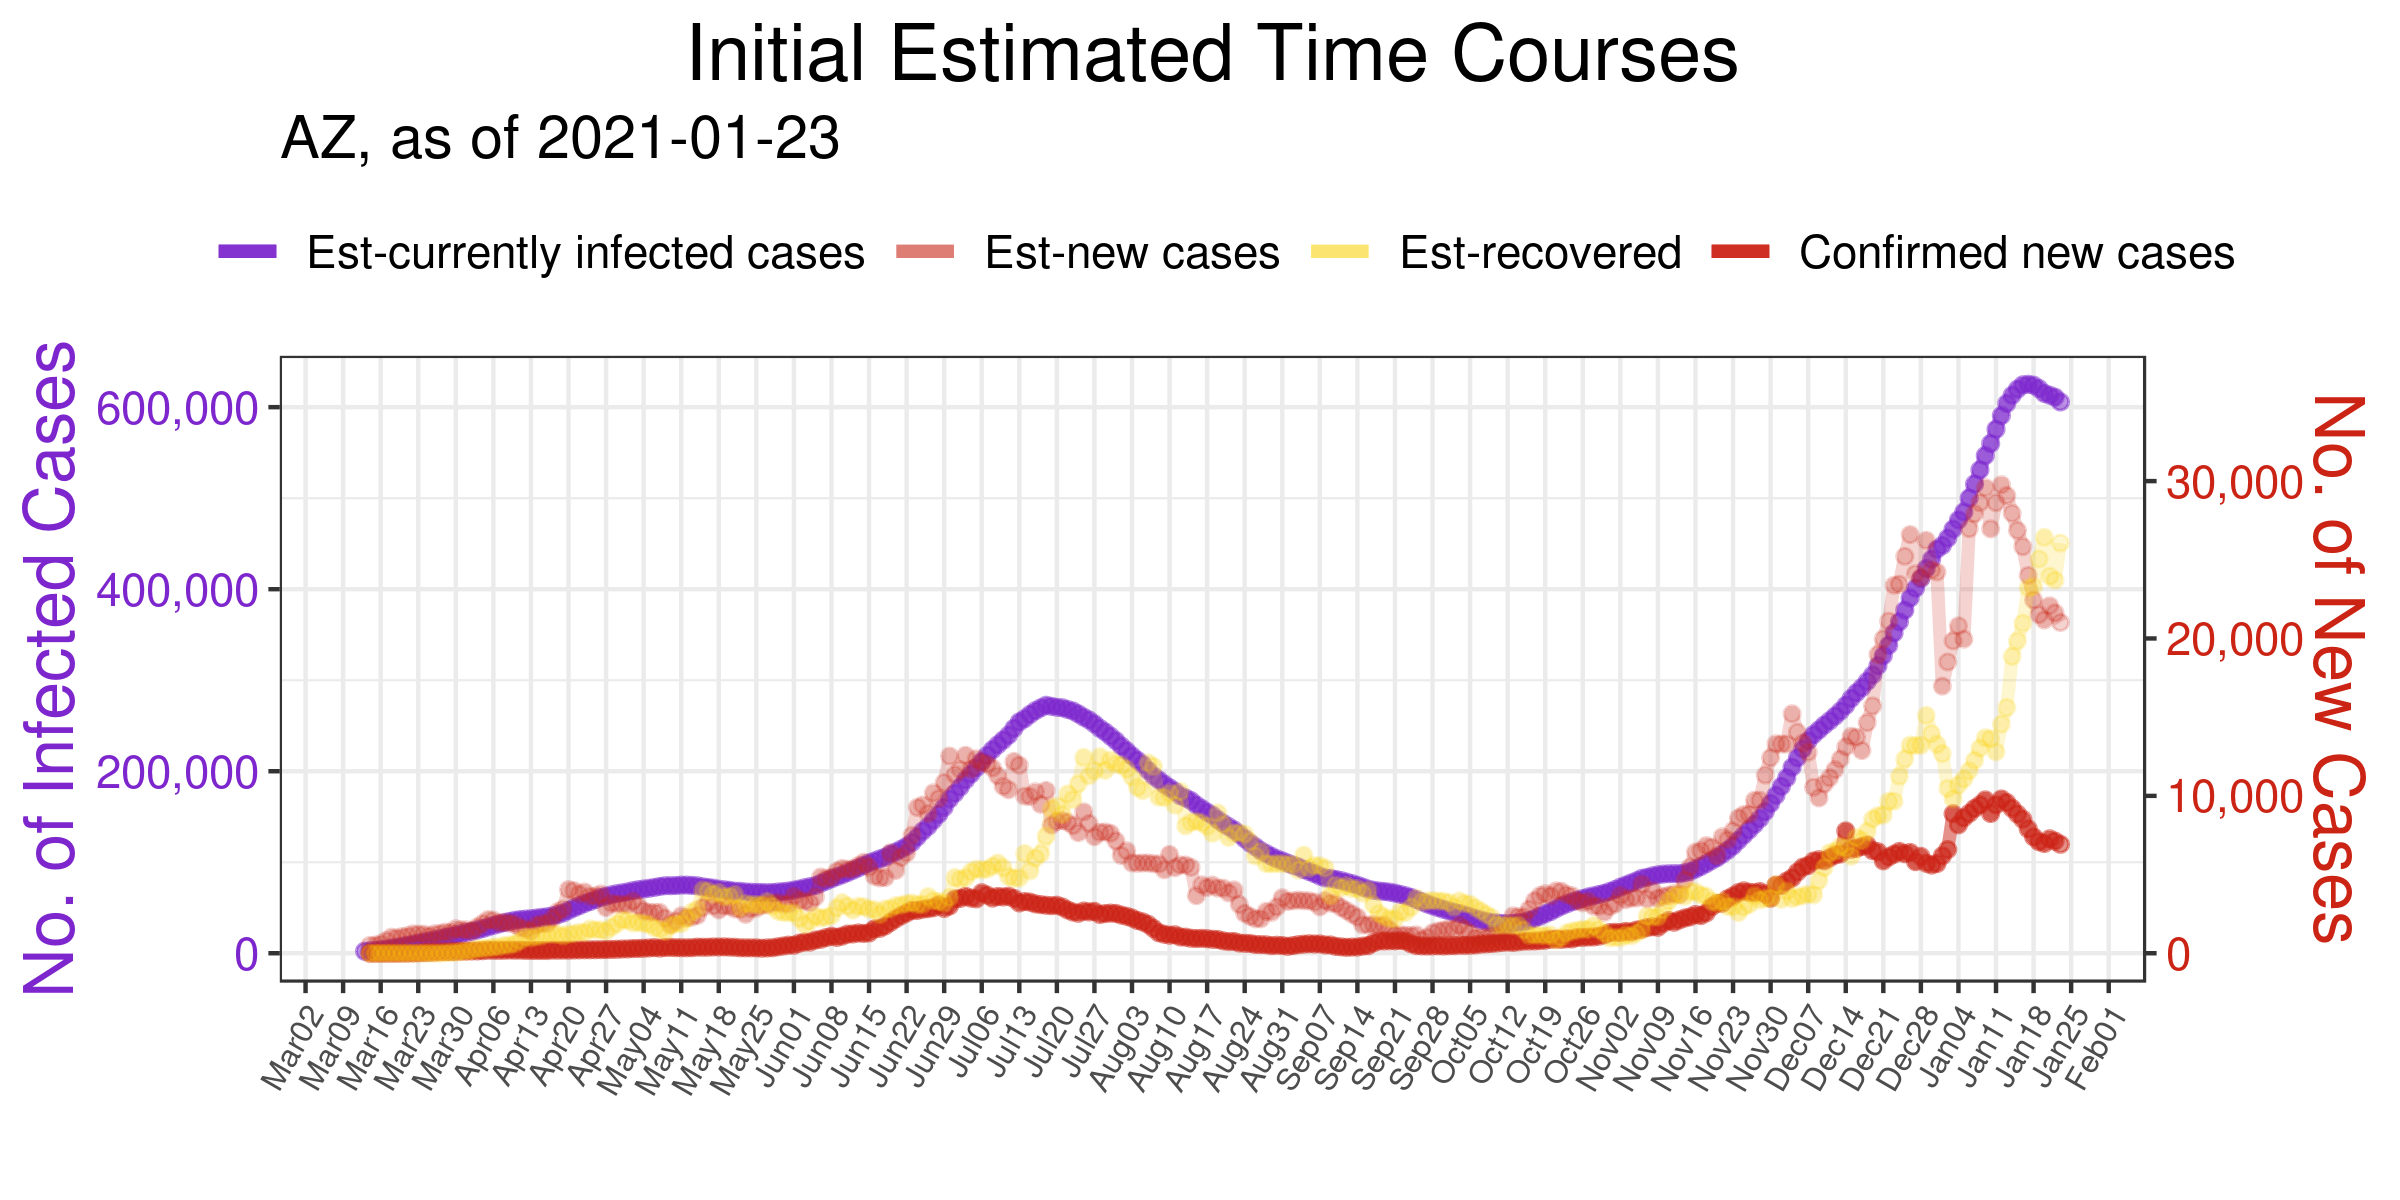 Initial Estimated Time Courses
AZ, as of 2021-01-23
Est-currently infected cases Est-new cases Est-recovered Confirmed new cases
No. of Infected Cases
600,000
400,000
200,000
0
30,000
20,000
10,000
0
No. of New Cases
Mar02 Mar09 Mar16 Mar23 Mar30 Apr06 Apr13 Apr20 Apr27 May04 May11 May18 May25 Jun01 Jun08 Jun15 Jun22 Jun29 Jul06 Jul13 Jul20 Jul27 Aug03 Aug10 Aug17 Aug24 Aug31 Sep07 Sep14 Sep21 Sep28 Oct05 Oct12 Oct19 Oct26 Nov02 Nov09 Nov16 Nov23 Nov30 Dec07 Dec14 Dec21 Dec28 Jan04 Jan11 Jan18 Jan25 Feb01